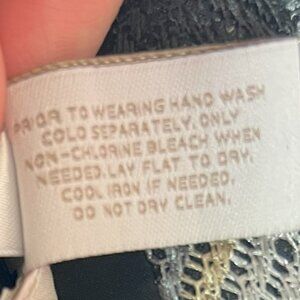 PRIOR TO WEARING HAND WASH
COLD SEPARATELY. ONLY
NON-CHLORINE BLEACH WHEN
NEEDED. LAY FLAT TO DRY.
COOL IRON IF NEEDED.
DO NOT DRY CLEAN.